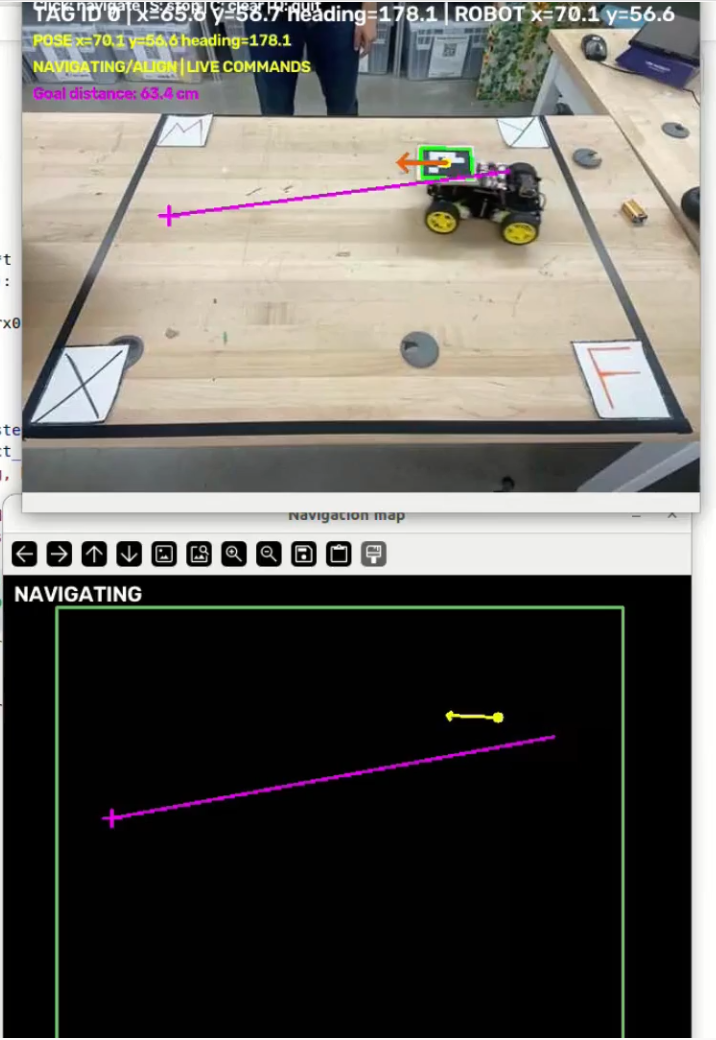 Click: navigate | S: stop | C: clear | Q: quit
TAG ID 0 | x=65.6 y=56.7 heading=178.1 | ROBOT x=70.1 y=56.6
POSE x=70.1 y=56.6 heading=178.1
NAVIGATING/ALIGN | LIVE COMMANDS
Goal distance: 63.4 cm
M
X
F
Navigation map
NAVIGATING